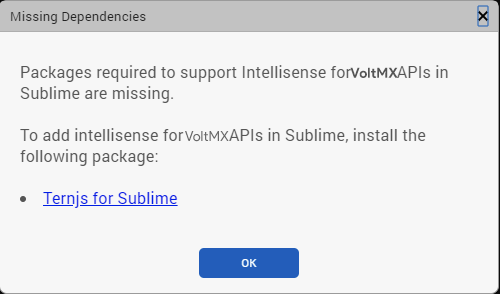 Missing Dependencies
Packages required to support Intellisense forVoltMXAPIs in
Sublime are missing.
To add intellisense forVoltMXAPIs in Sublime, install the
following package:
• Ternjs for Sublime
OK